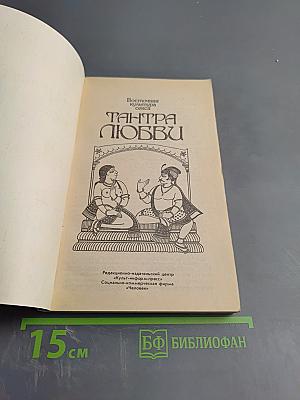 Восточная
культура
секса
ТАНТРА
ЛЮБВИ
Редакционно-издательский центр
«Культ-информ-пресс»
Социально-коммерческая фирма
«Человек»
15 см
БФ БИБЛИОФАН